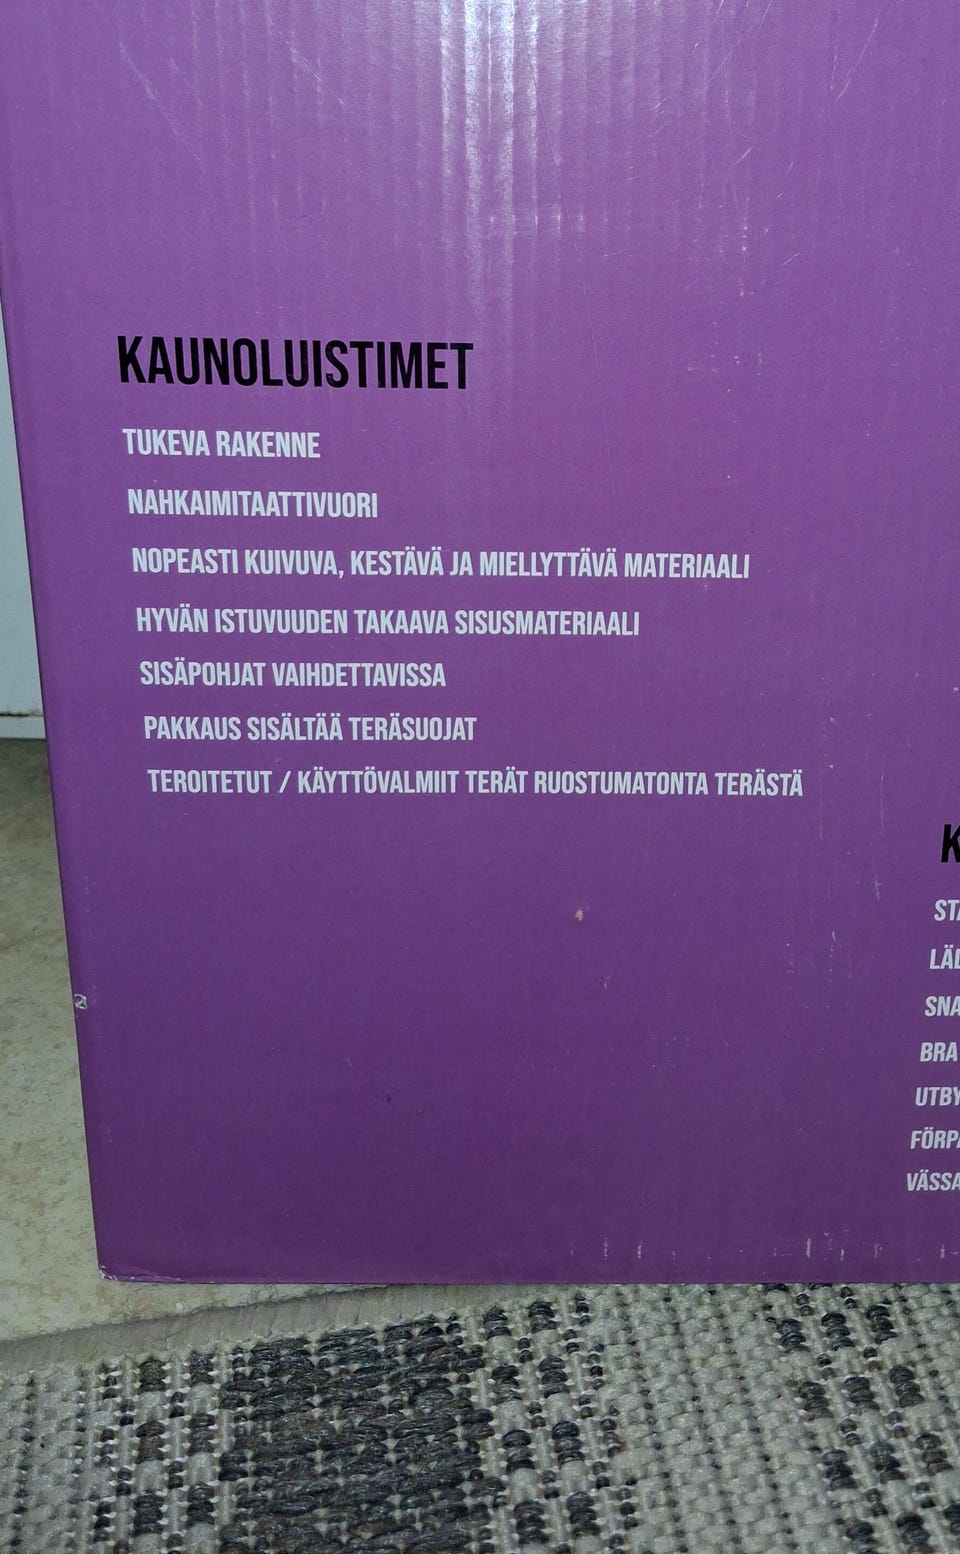 KAUNOLUISTIMET
TUKEVA RAKENNE
NAHKAIMITAATTIVUORI
NOPEASTI KUIVUVA, KESTÄVÄ JA MIELLYTTÄVÄ MATERIAALI
HYVÄN ISTUVUUDEN TAKAAVA SISUSMATERIAALI
SISÄPOHJAT VAIHDETTAVISSA
PAKKAUS SISÄLTÄÄ TERÄSUOJAT
TEROITETUT / KÄYTTÖVALMIIT TERÄT RUOSTUMATONTA TERÄSTÄ
BRA